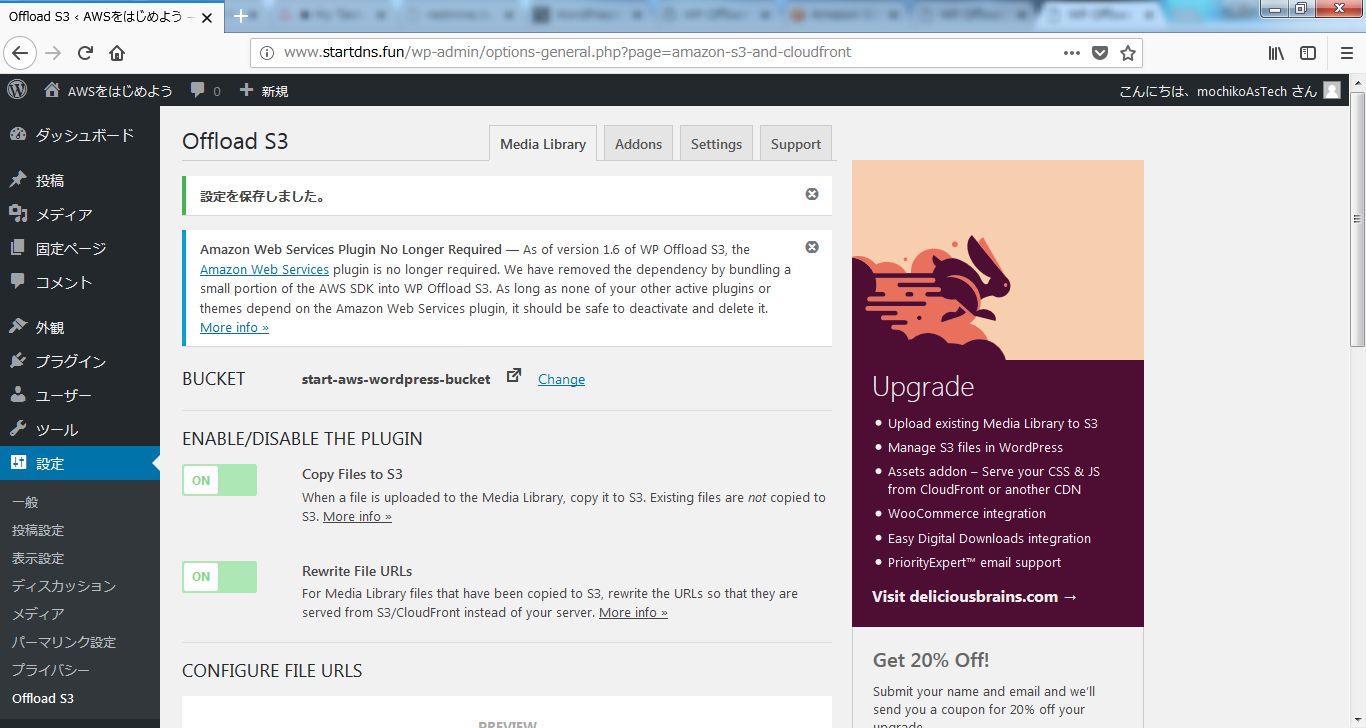 Offload S3 ‹ AWSをはじめよう —
www.startdns.fun/wp-admin/options-general.php?page=amazon-s3-and-cloudfront
AWSをはじめよう 0 新規 こんにちは、mochikoAsTech さん
ダッシュボード
投稿
メディア
固定ページ
コメント
外観
プラグイン
ユーザー
ツール
設定
一般
投稿設定
表示設定
ディスカッション
メディア
パーマリンク設定
プライバシー
Offload S3
Offload S3
Media Library Addons Settings Support
設定を保存しました。
Amazon Web Services Plugin No Longer Required — As of version 1.6 of WP Offload S3, the
Amazon Web Services plugin is no longer required. We have removed the dependency by bundling a
small portion of the AWS SDK into WP Offload S3. As long as none of your other active plugins or
themes depend on the Amazon Web Services plugin, it should be safe to deactivate and delete it.
More info »
BUCKET start-aws-wordpress-bucket Change
ENABLE/DISABLE THE PLUGIN
ON Copy Files to S3
When a file is uploaded to the Media Library, copy it to S3. Existing files are not copied to
S3. More info »
ON Rewrite File URLs
For Media Library files that have been copied to S3, rewrite the URLs so that they are
served from S3/CloudFront instead of your server. More info »
CONFIGURE FILE URLS
PREVIEW
Upgrade
Upload existing Media Library to S3
Manage S3 files in WordPress
Assets addon – Serve your CSS & JS
from CloudFront or another CDN
WooCommerce integration
Easy Digital Downloads integration
PriorityExpert™ email support
Visit deliciousbrains.com →
Get 20% Off!
Submit your name and email and we'll
send you a coupon for 20% off your
upgrade